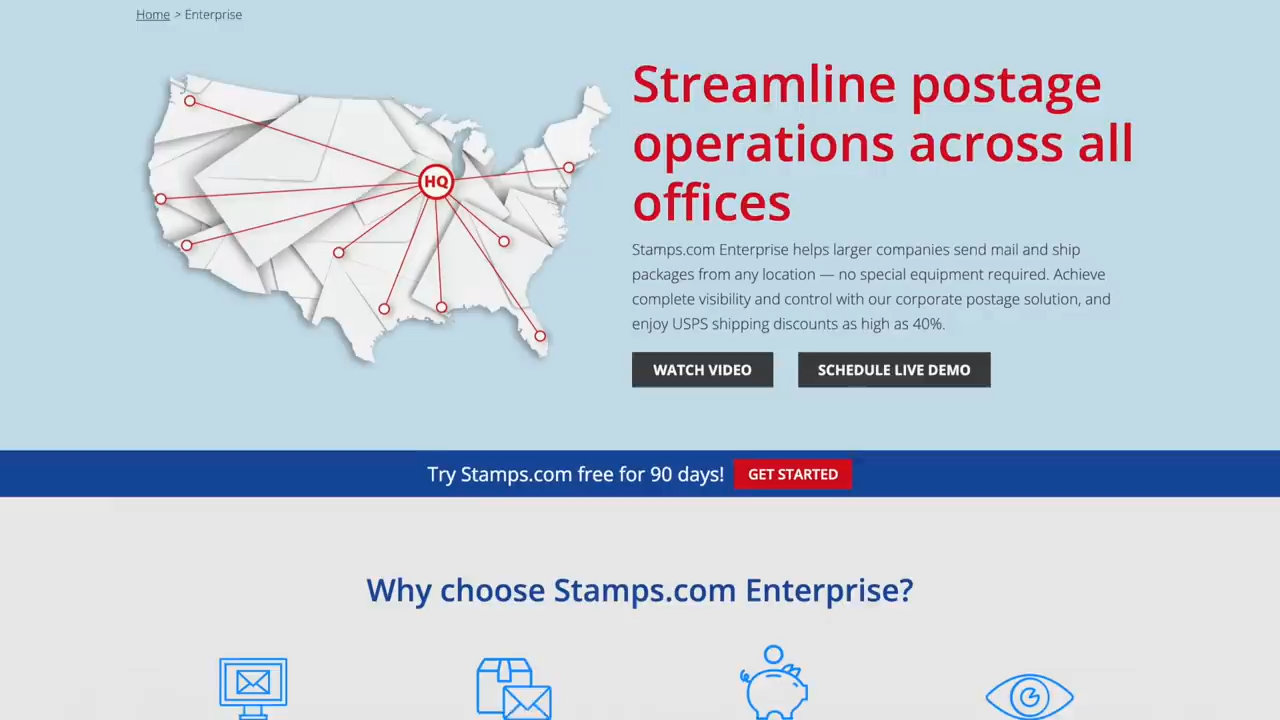 Home > Enterprise
Streamline postage
operations across all
offices
HQ
Stamps.com Enterprise helps larger companies send mail and ship
packages from any location — no special equipment required. Achieve
complete visibility and control with our corporate postage solution, and
enjoy USPS shipping discounts as high as 40%.
WATCH VIDEO
SCHEDULE LIVE DEMO
Try Stamps.com free for 90 days!
GET STARTED
Why choose Stamps.com Enterprise?